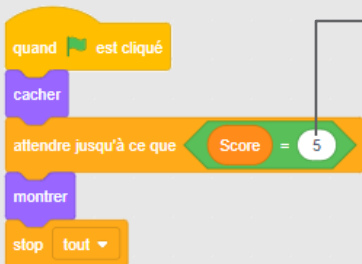 quand est cliqué
cacher
attendre jusqu'à ce que Score = 5
montrer
stop tout